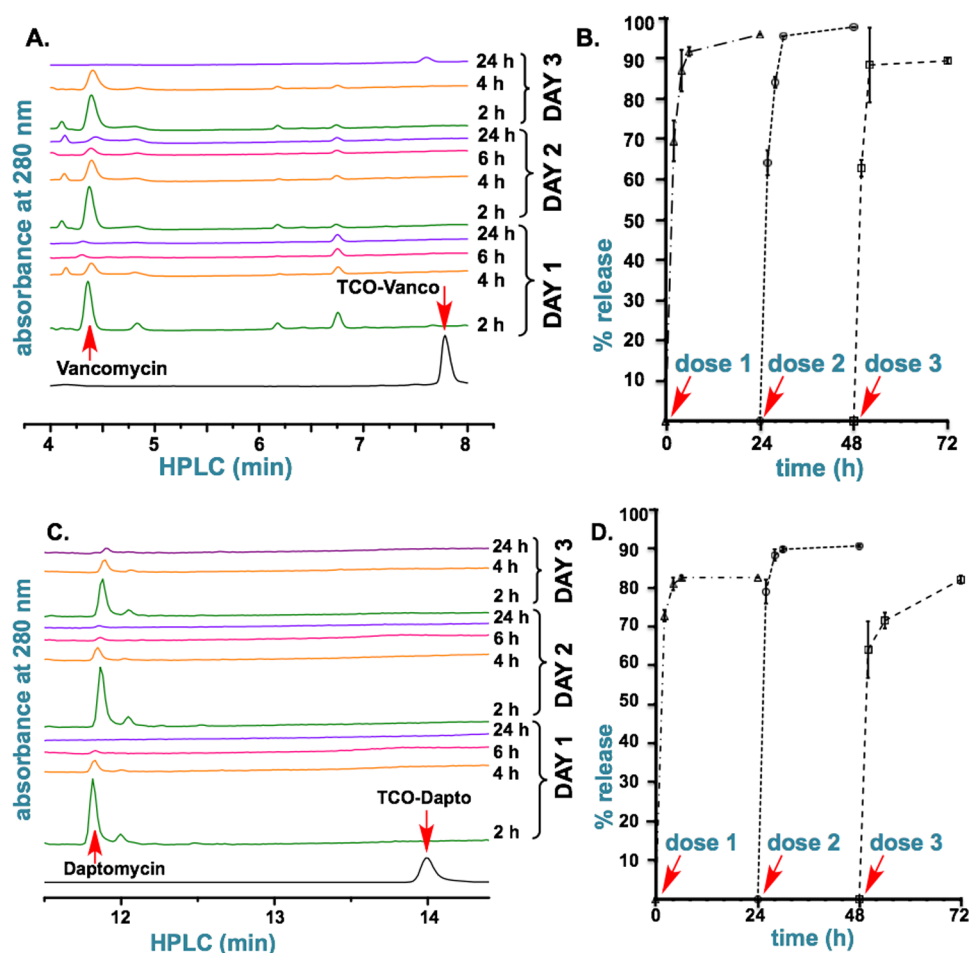 A.
absorbance at 280 nm
24 h
4 h
2 h
DAY 3
24 h
6 h
4 h
2 h
DAY 2
24 h
6 h
4 h
2 h
DAY 1
TCO-Vanco
Vancomycin
4 5 6 7 8
HPLC (min)
B.
% release
100
90
80
70
60
50
40
30
20
10
dose 1 dose 2 dose 3
0 24 48 72
time (h)
C.
absorbance at 280 nm
24 h
4 h
2 h
DAY 3
24 h
6 h
4 h
2 h
DAY 2
24 h
6 h
4 h
2 h
DAY 1
TCO-Dapto
Daptomycin
12 13 14
HPLC (min)
D.
% release
100
90
80
70
60
50
40
30
20
10
dose 1 dose 2 dose 3
0 24 48 72
time (h)